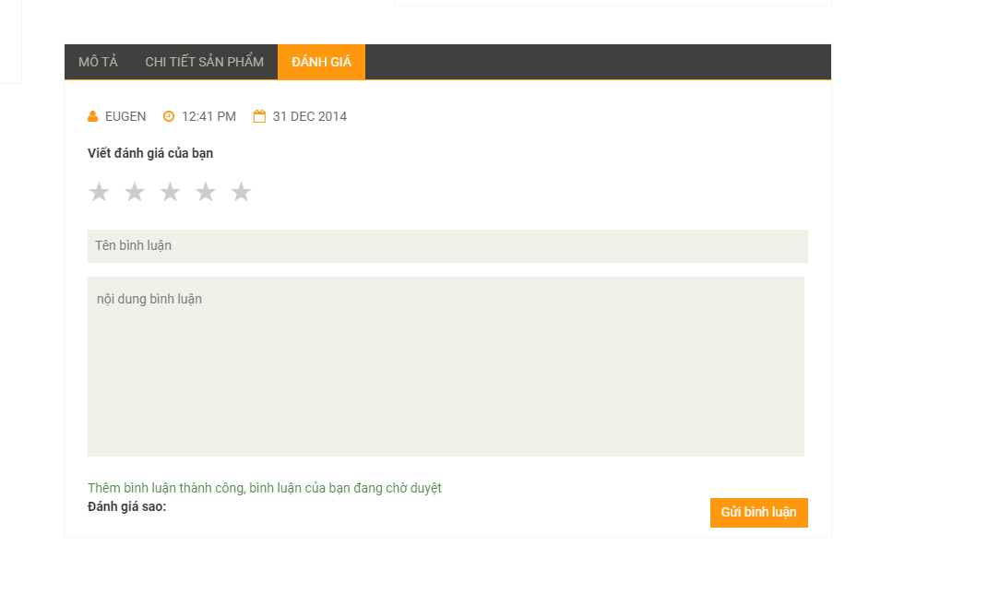 MÔ TẢ CHI TIẾT SẢN PHẨM ĐÁNH GIÁ
EUGEN 12:41 PM 31 DEC 2014
Viết đánh giá của bạn
Tên bình luận
nội dung bình luận
Thêm bình luận thành công, bình luận của bạn đang chờ duyệt
Đánh giá sao:
Gửi bình luận